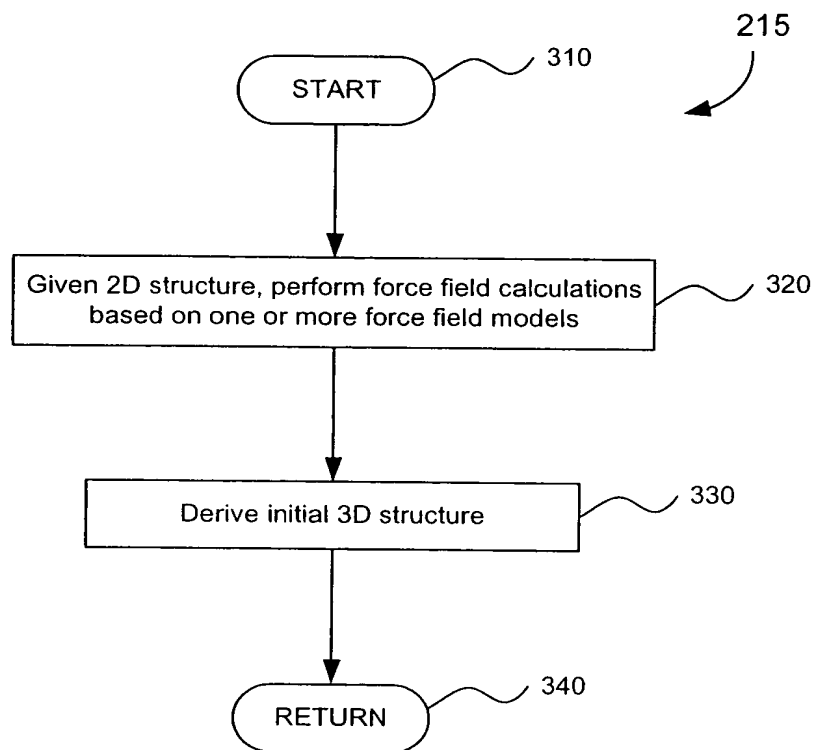 215
310
START
Given 2D structure, perform force field calculations
based on one or more force field models
320
Derive initial 3D structure
330
RETURN
340